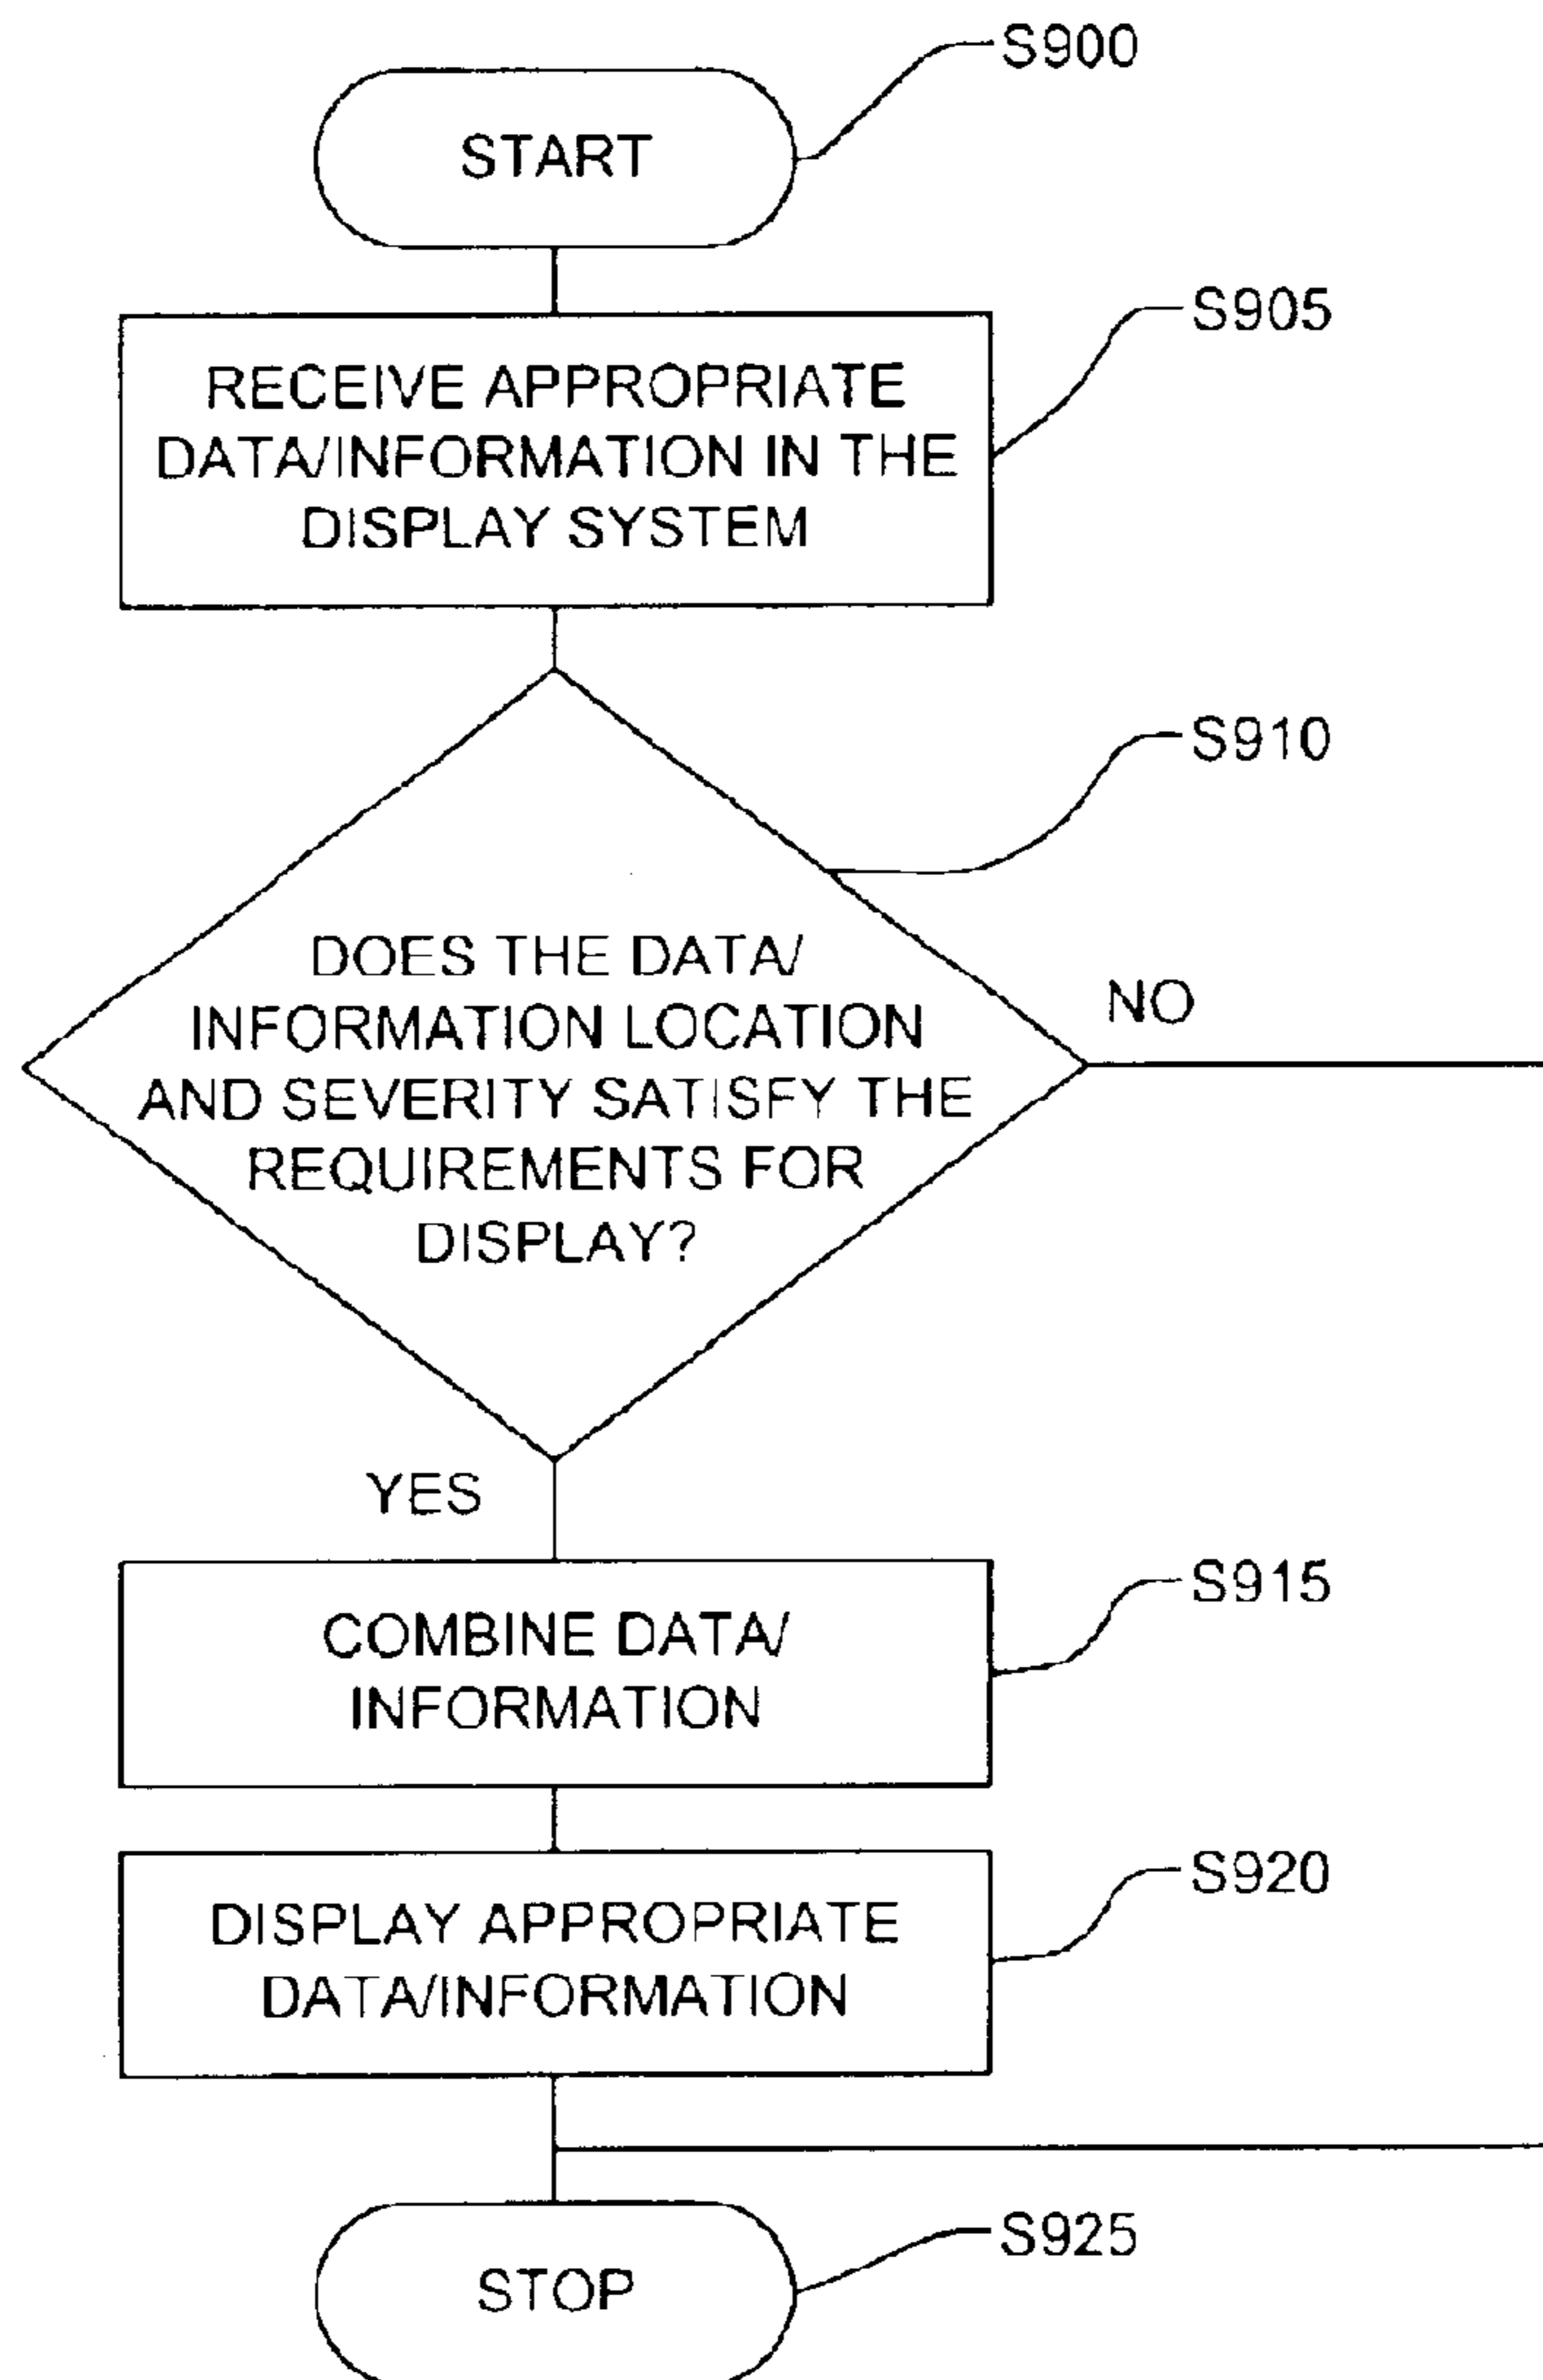 S900
START
S905
RECEIVE APPROPRIATE
DATA/INFORMATION IN THE
DISPLAY SYSTEM
S910
DOES THE DATA/
INFORMATION LOCATION
AND SEVERITY SATISFY THE
REQUIREMENTS FOR
DISPLAY?
NO
YES
S915
COMBINE DATA/
INFORMATION
S920
DISPLAY APPROPRIATE
DATA/INFORMATION
S925
STOP